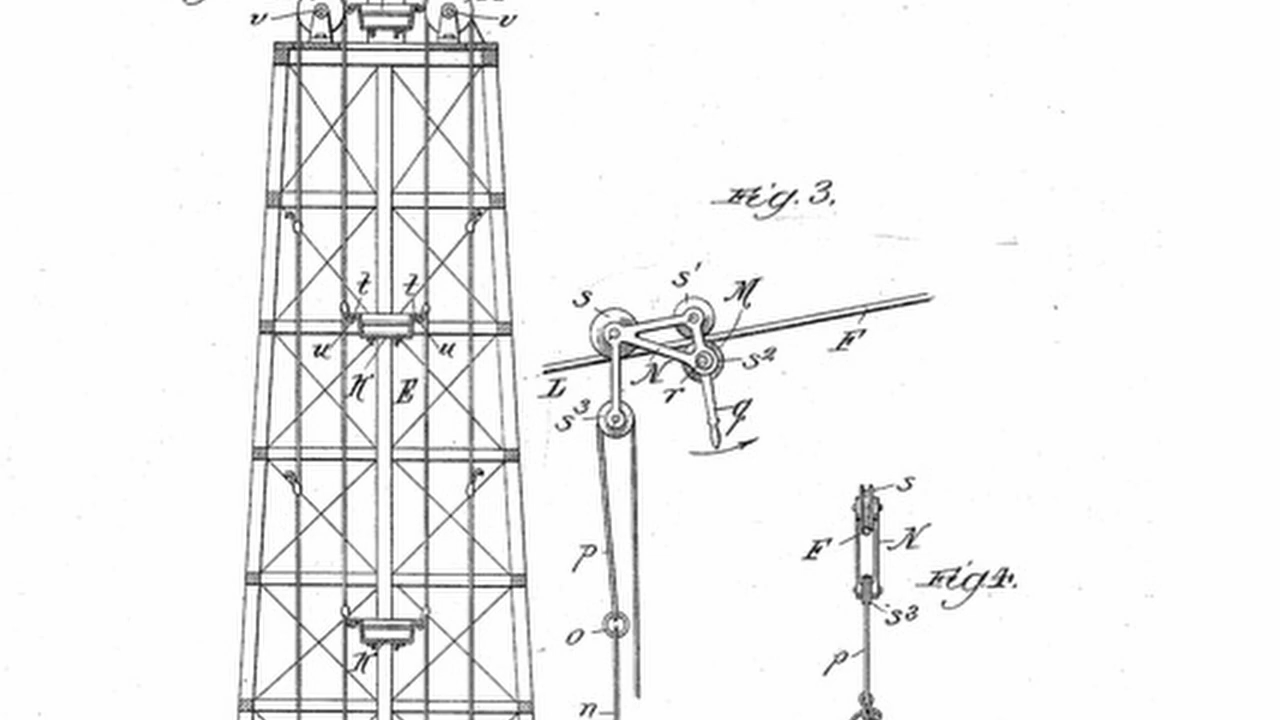 v v
Fig. 3.
t t
u u
K E
s s' M
F
L N r s2
s3 q
p
o
n
s
F N
Fig. 4.
s3
p
K